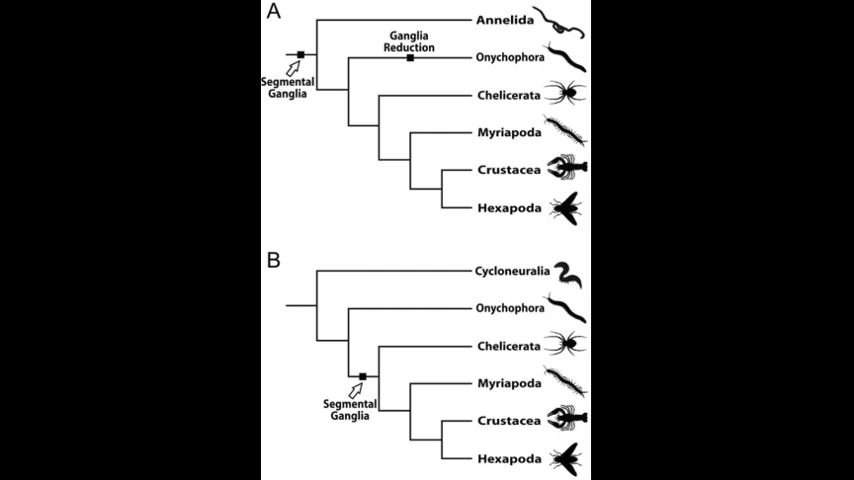 A
Annelida
Ganglia
Reduction
Onychophora
Segmental
Ganglia
Chelicerata
Myriapoda
Crustacea
Hexapoda
B
Cycloneuralia
Onychophora
Chelicerata
Segmental
Ganglia
Myriapoda
Crustacea
Hexapoda